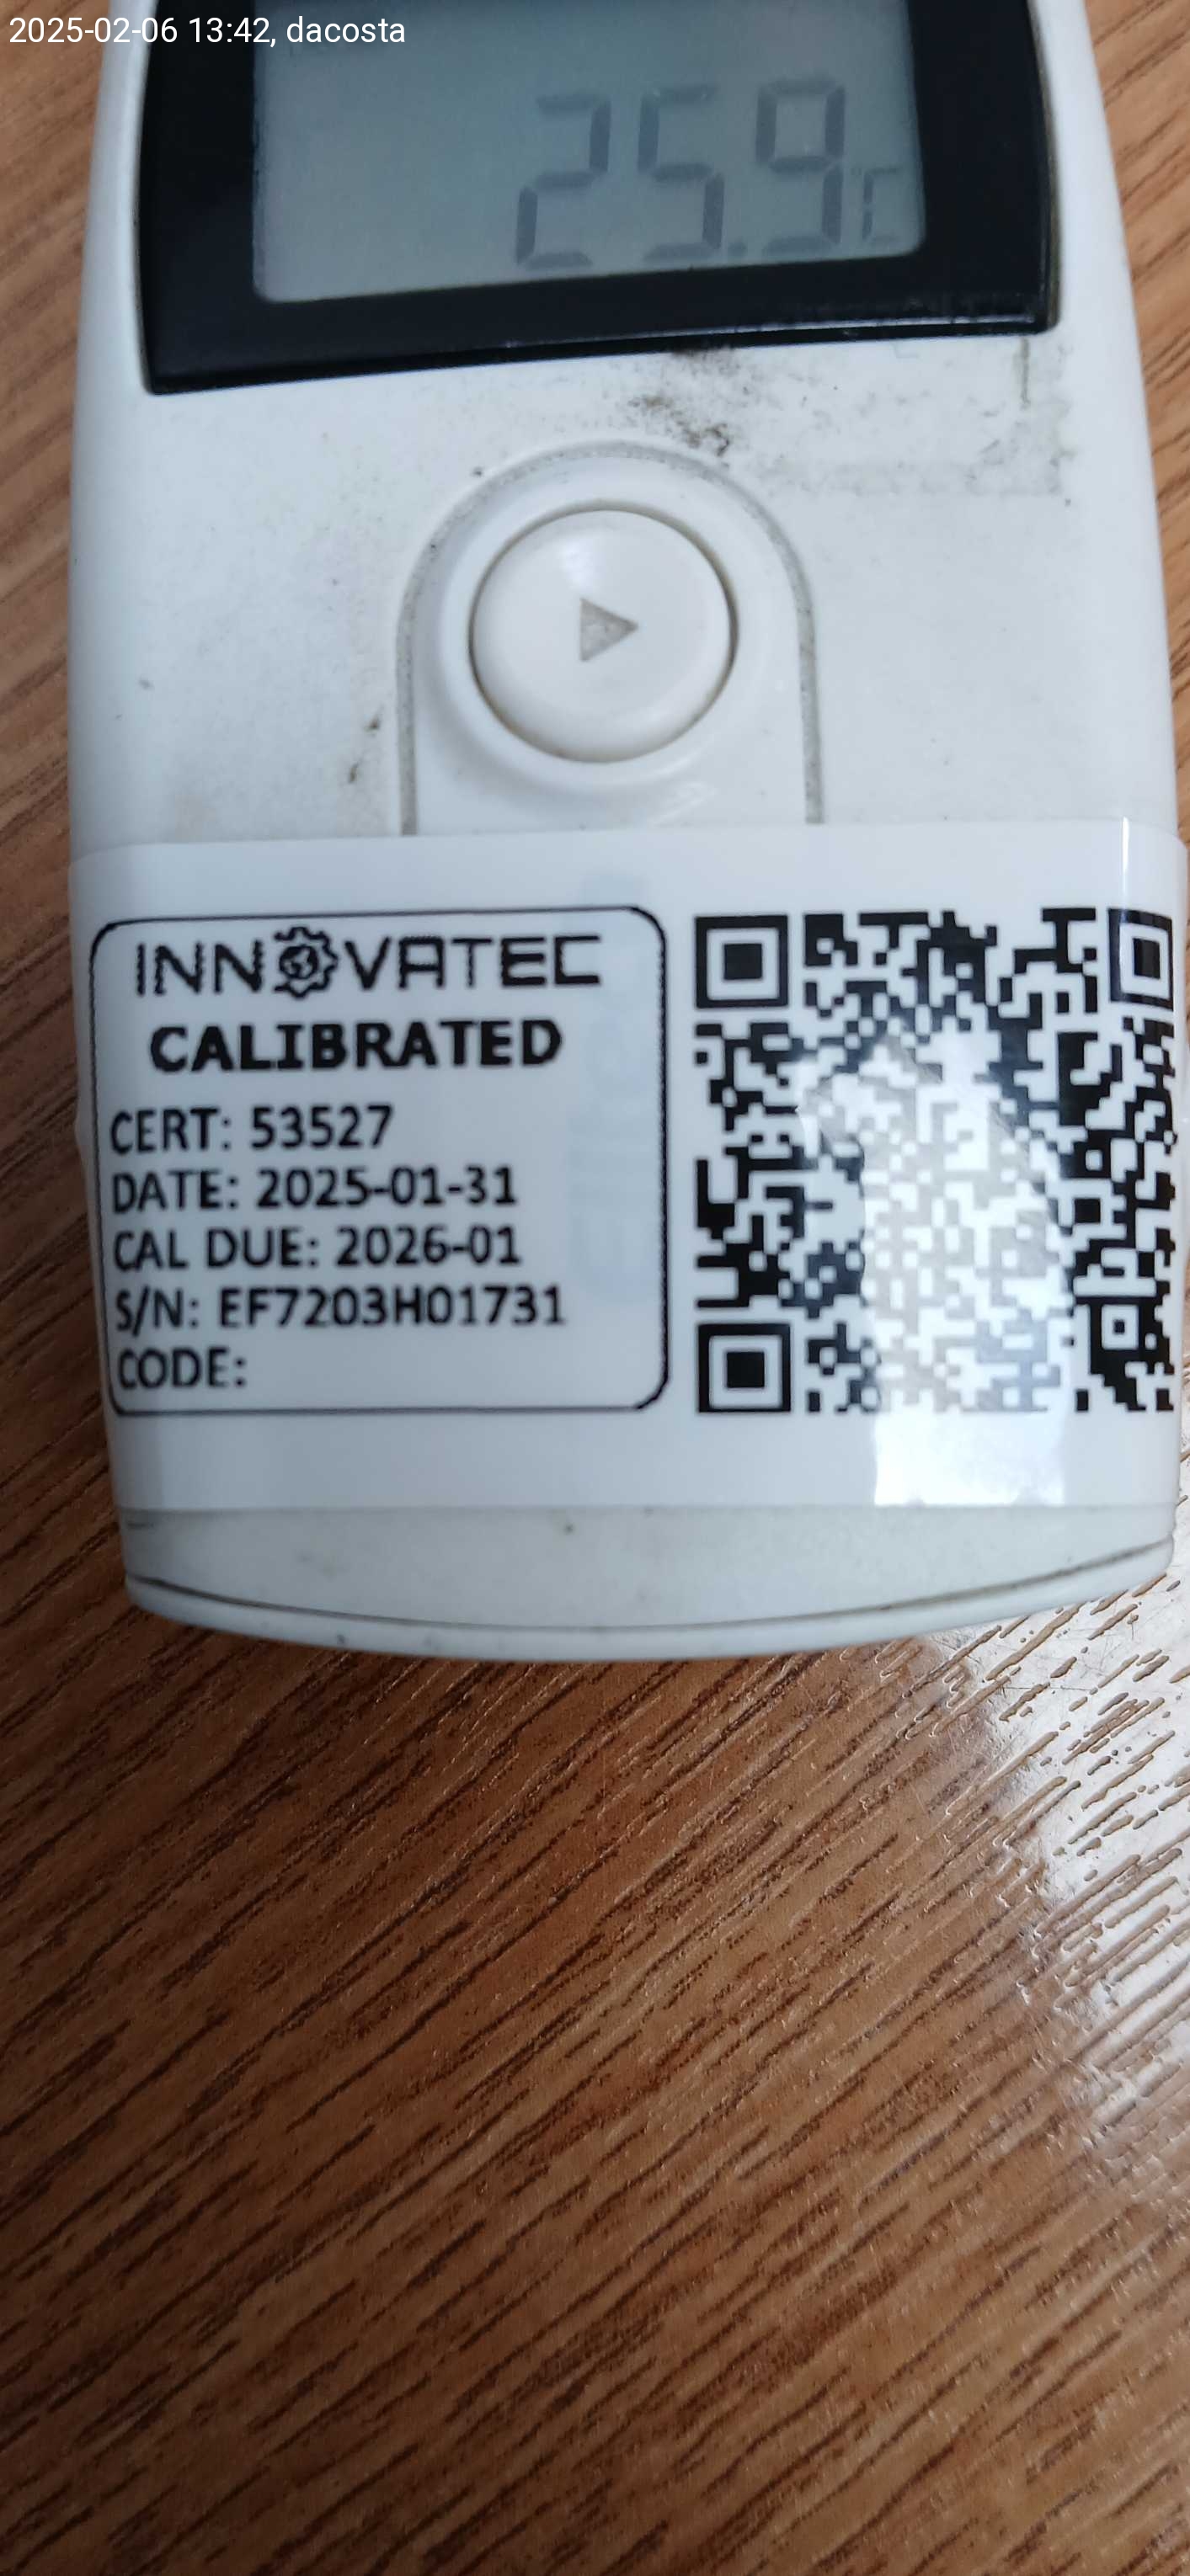 2025-02-06 13:42, dacosta
25.9°C
INNOVATEC
CALIBRATED
CERT: 53527
DATE: 2025-01-31
CAL DUE: 2026-01
S/N: EF7203H01731
CODE: